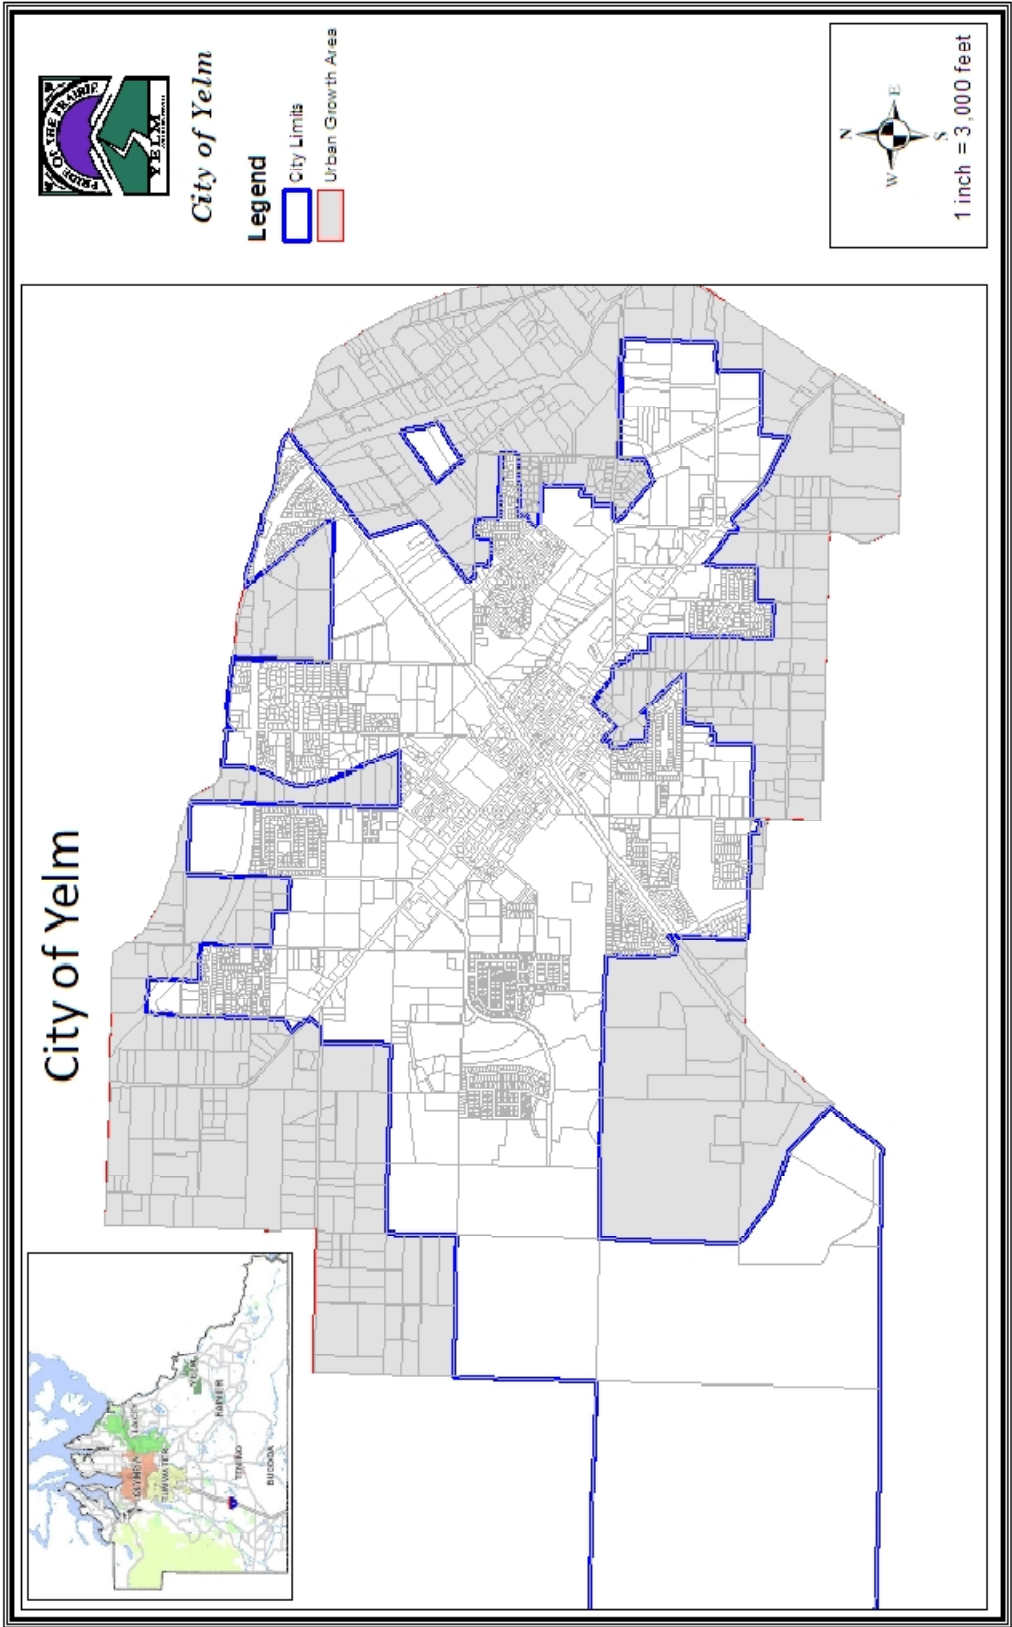 City of Yelm
PRIDE OF THE PRAIRIE
YELM
City of Yelm
Legend
City Limits
Urban Growth Area
N
W
E
S
1 inch = 3,000 feet
OLYMPIA
LACEY
TUMWATER
YELM
RAINIER
TENINO
BUCODA